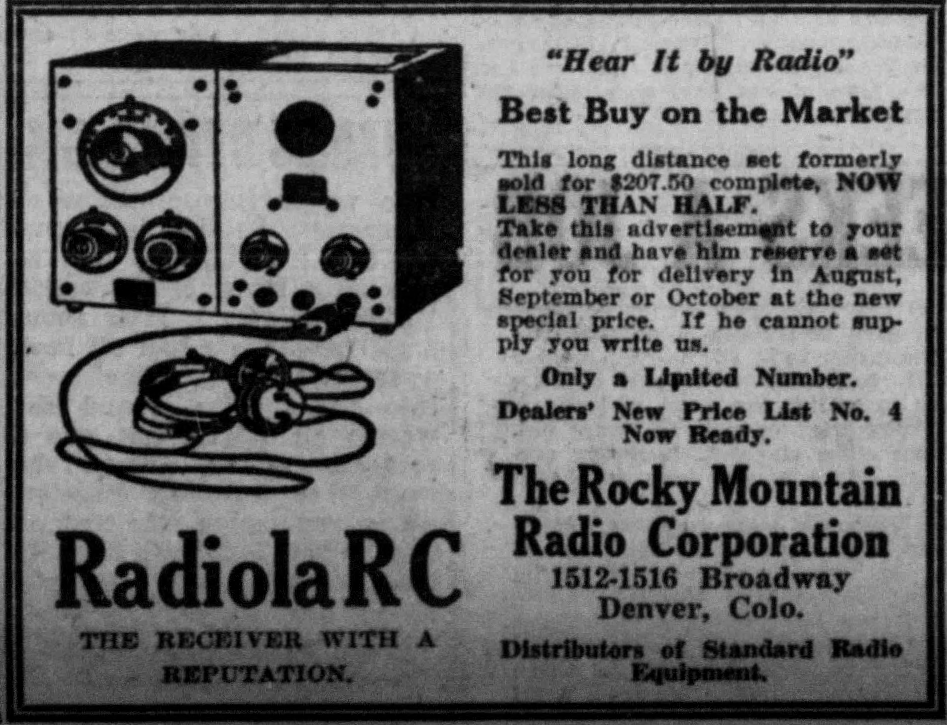 "Hear It by Radio"
Best Buy on the Market
This long distance set formerly
sold for $207.50 complete, NOW
LESS THAN HALF.
Take this advertisement to your
dealer and have him reserve a set
for you for delivery in August,
September or October at the new
special price. If he cannot sup-
ply you write us.
Only a Limited Number.
Dealers' New Price List No. 4
Now Ready.
The Rocky Mountain
Radio Corporation
1512-1516 Broadway
Denver, Colo.
Distributors of Standard Radio
Equipment.
Radiola RC
THE RECEIVER WITH A
REPUTATION.